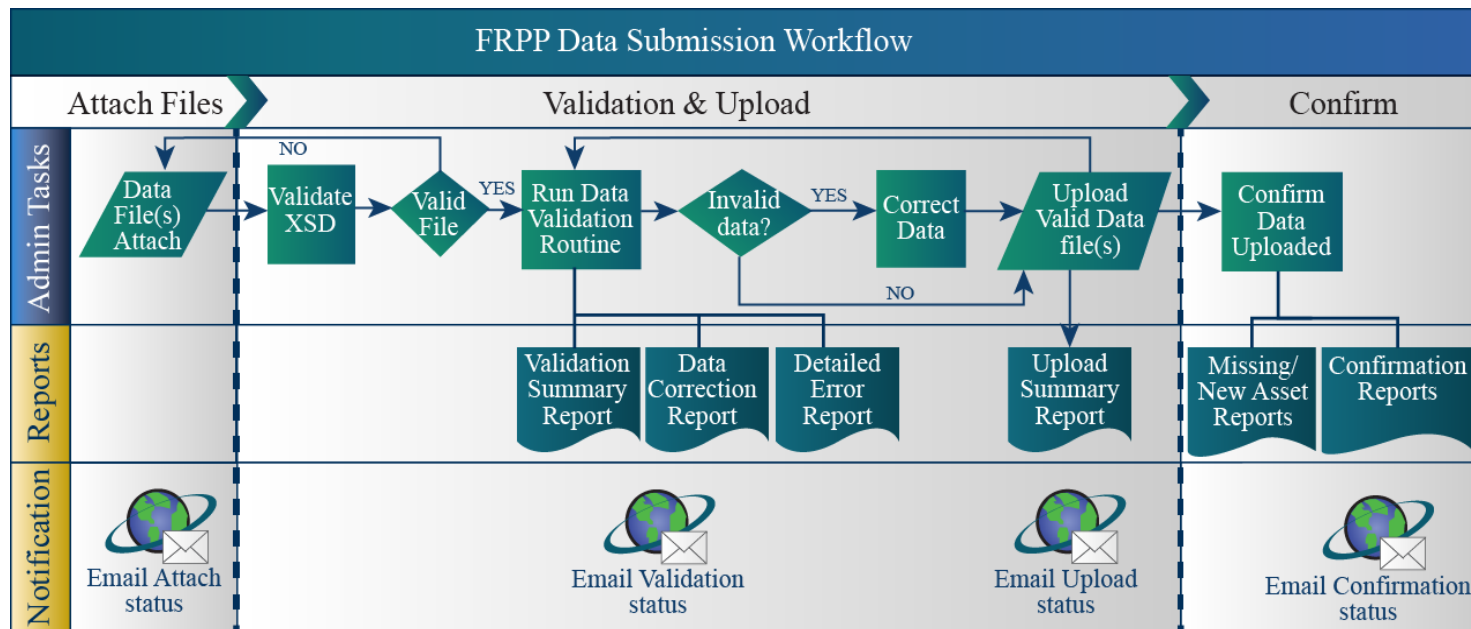 FRPP Data Submission Workflow
Attach Files
Validation & Upload
Confirm
Admin Tasks
Data
File(s)
Attach
Validate
XSD
NO
Valid
File
YES
Run Data
Validation
Routine
Invalid
data?
YES
NO
Correct
Data
Upload
Valid Data
file(s)
Confirm
Data
Uploaded
Reports
Validation
Summary
Report
Data
Correction
Report
Detailed
Error
Report
Upload
Summary
Report
Missing/
New Asset
Reports
Confirmation
Reports
Notification
Email Attach
status
Email Validation
status
Email Upload
status
Email Confirmation
status